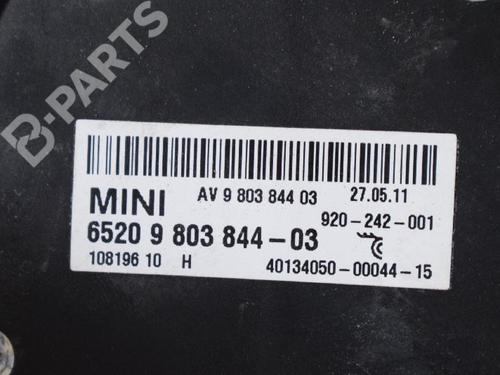 B-PARTS
AV 9 803 844 03 27.05.11
MINI 920-242-001
6520 9 803 844-03
108196 10 H 40134050-00044-15